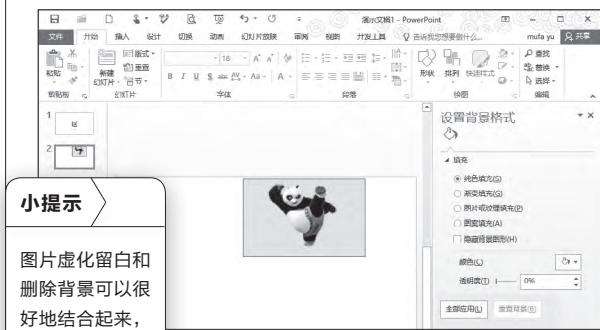 演示文稿1 - PowerPoint
文件 开始 插入 设计 切换 动画 幻灯片放映 审阅 视图 开发工具 告诉我您想要做什么... mufa yu 共享
粘贴 新建 幻灯片 版式 重置 节 18 形状 排列 快速样式 查找 替换 选择
剪贴板 幻灯片 字体 段落 绘图 编辑
1
2
设置背景格式
填充
纯色填充(S)
渐变填充(G)
图片或纹理填充(P)
图案填充(A)
隐藏背景图形(H)
颜色(C)
透明度(T) 0%
全部应用(L) 重置背景(B)
小提示
图片虚化留白和
删除背景可以很
好地结合起来，